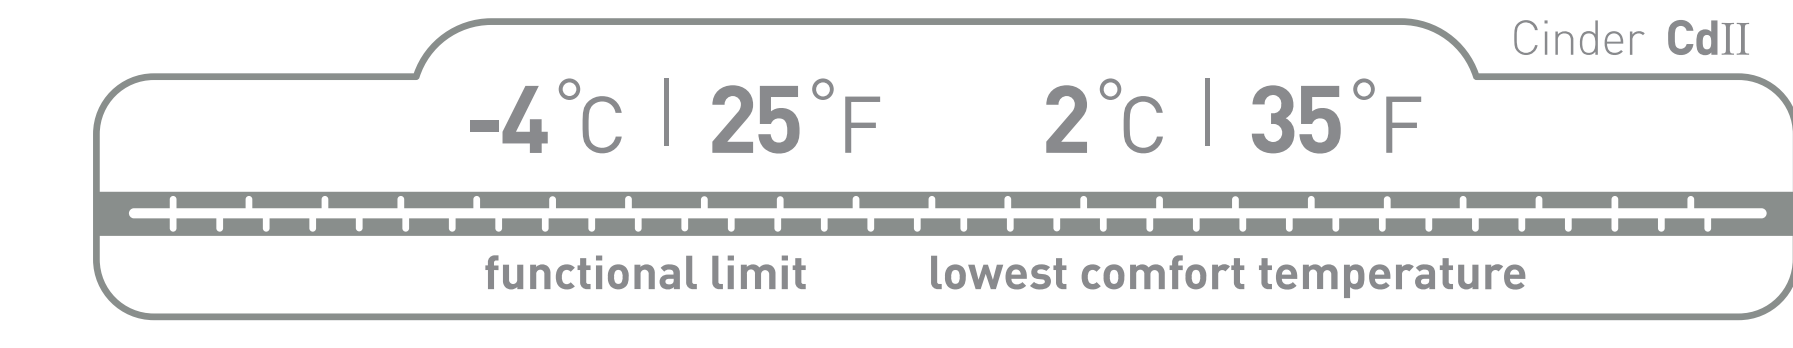 Cinder CdII
-4°C | 25°F 2°C | 35°F
functional limit lowest comfort temperature